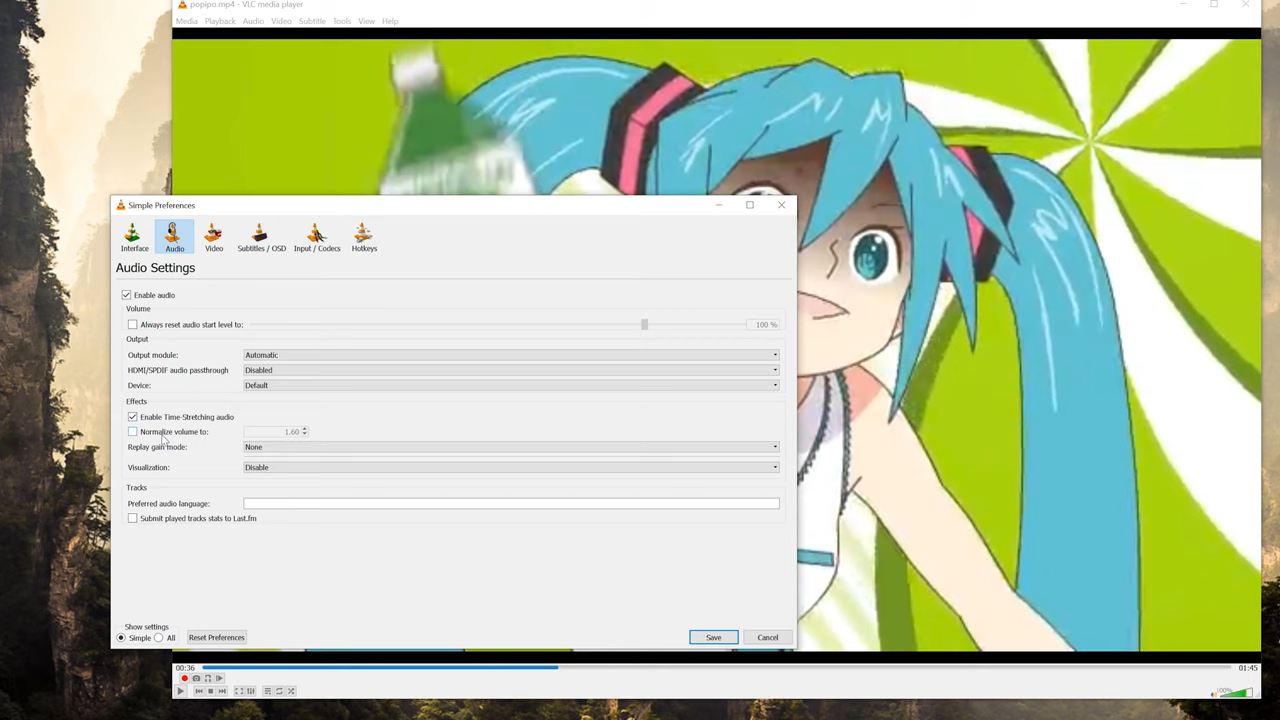 popipo.mp4 - VLC media player
Media Playback Audio Video Subtitle Tools View Help
Simple Preferences
Interface Audio Video Subtitles / OSD Input / Codecs Hotkeys
Audio Settings
Enable audio
Volume
Always reset audio start level to: 100 %
Output
Output module: Automatic
HDMI/SPDIF audio passthrough Disabled
Device: Default
Effects
Enable Time-Stretching audio
Normalize volume to: 1.60
Replay gain mode: None
Visualization: Disable
Tracks
Preferred audio language:
Submit played tracks stats to Last.fm
Show settings
Simple All Reset Preferences Save Cancel
00:36 01:45
100%